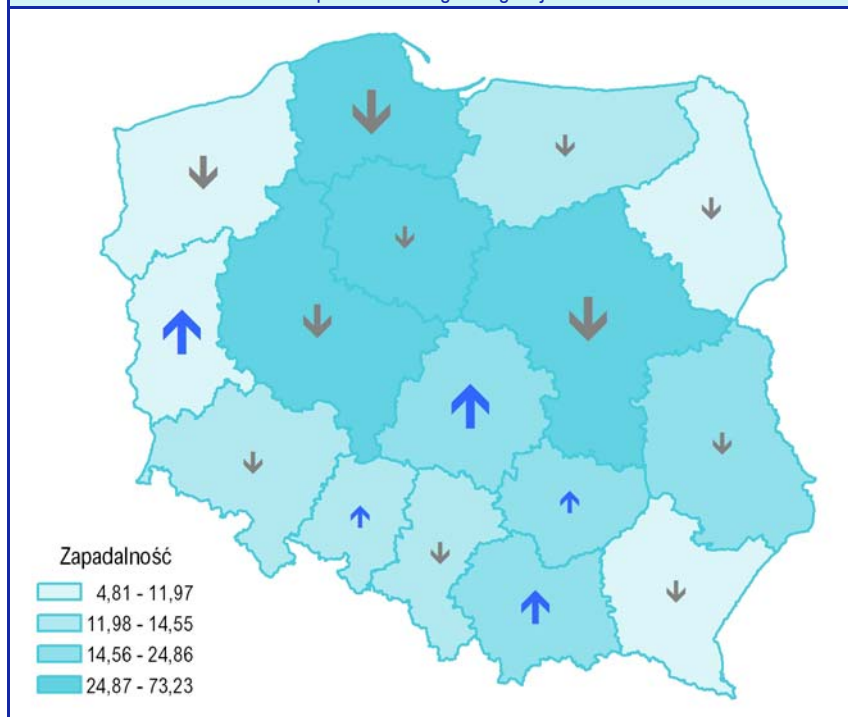 Zapadalność
4,81 - 11,97
11,98 - 14,55
14,56 - 24,86
24,87 - 73,23